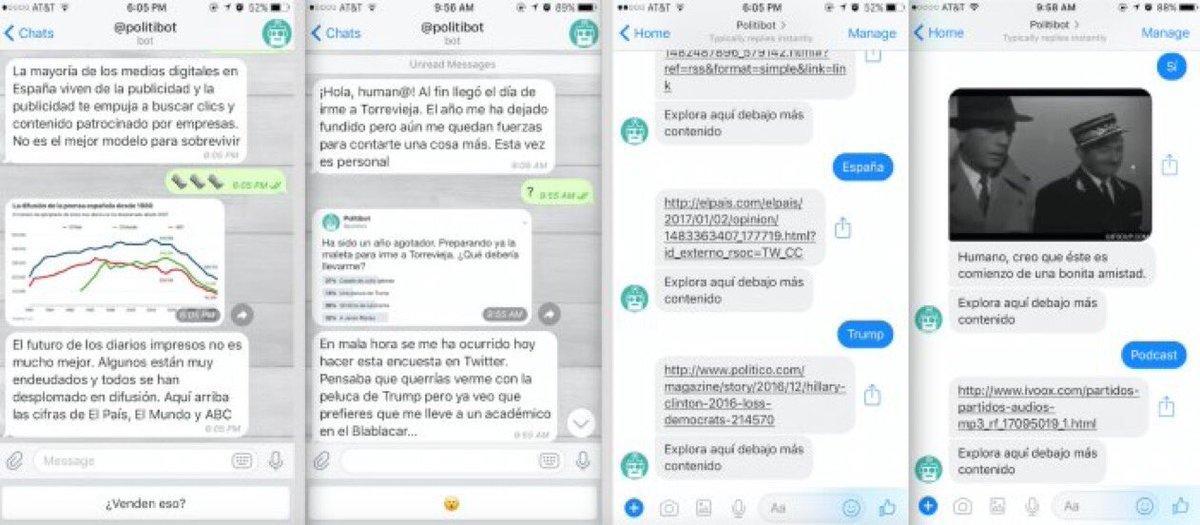 AT&T
6:05 PM
52%
Chats
@politibot
bot
La mayoría de los medios digitales en
España viven de la publicidad y la
publicidad te empuja a buscar clics y
contenido patrocinado por empresas.
No es el mejor modelo para sobrevivir
6:05 PM
6:05 PM
La difusión de la prensa española desde 1980
6:05 PM
El futuro de los diarios impresos no es
mucho mejor. Algunos están muy
endeudados y todos se han
desplomado en difusión. Aquí arriba
las cifras de El País, El Mundo y ABC
6:05 PM
Message
¿Venden eso?
AT&T
9:56 AM
89%
Chats
@politibot
bot
Unread Messages
¡Hola, human@! Al fin llegó el día de
irme a Torrevieja. El año me ha dejado
fundido pero aún me quedan fuerzas
para contarte una cosa más. Esta vez
es personal
?
9:55 AM
Politibot
Ha sido un año agotador. Preparando ya la
maleta para irme a Torrevieja. ¿Qué debería
llevarme?
9:55 AM
En mala hora se me ha ocurrido hoy
hacer esta encuesta en Twitter.
Pensaba que querrías verme con la
peluca de Trump pero ya veo que
prefieres que me lleve a un académico
en el Blablacar...
9:55 AM
AT&T
6:05 PM
52%
Home
Politibot
Typically replies instantly
Manage
1482487896_579142.html#?
ref=rss&format=simple&link=lin
k
Explora aquí debajo más
contenido
España
http://elpais.com/elpais/
2017/01/02/opinion/
1483363407_177719.html?
id_externo_rsoc=TW_CC
Explora aquí debajo más
contenido
Trump
http://www.politico.com/
magazine/story/2016/12/hillary-
clinton-2016-loss-
democrats-214570
Explora aquí debajo más
contenido
Aa
AT&T
9:58 AM
88%
Home
Politibot
Typically replies instantly
Manage
Sí
Humano, creo que éste es
comienzo de una bonita amistad.
Explora aquí debajo más
contenido
Podcast
http://www.ivoox.com/partidos-
partidos-audios-
mp3_rf_17095019_1.html
Explora aquí debajo más
contenido
Aa